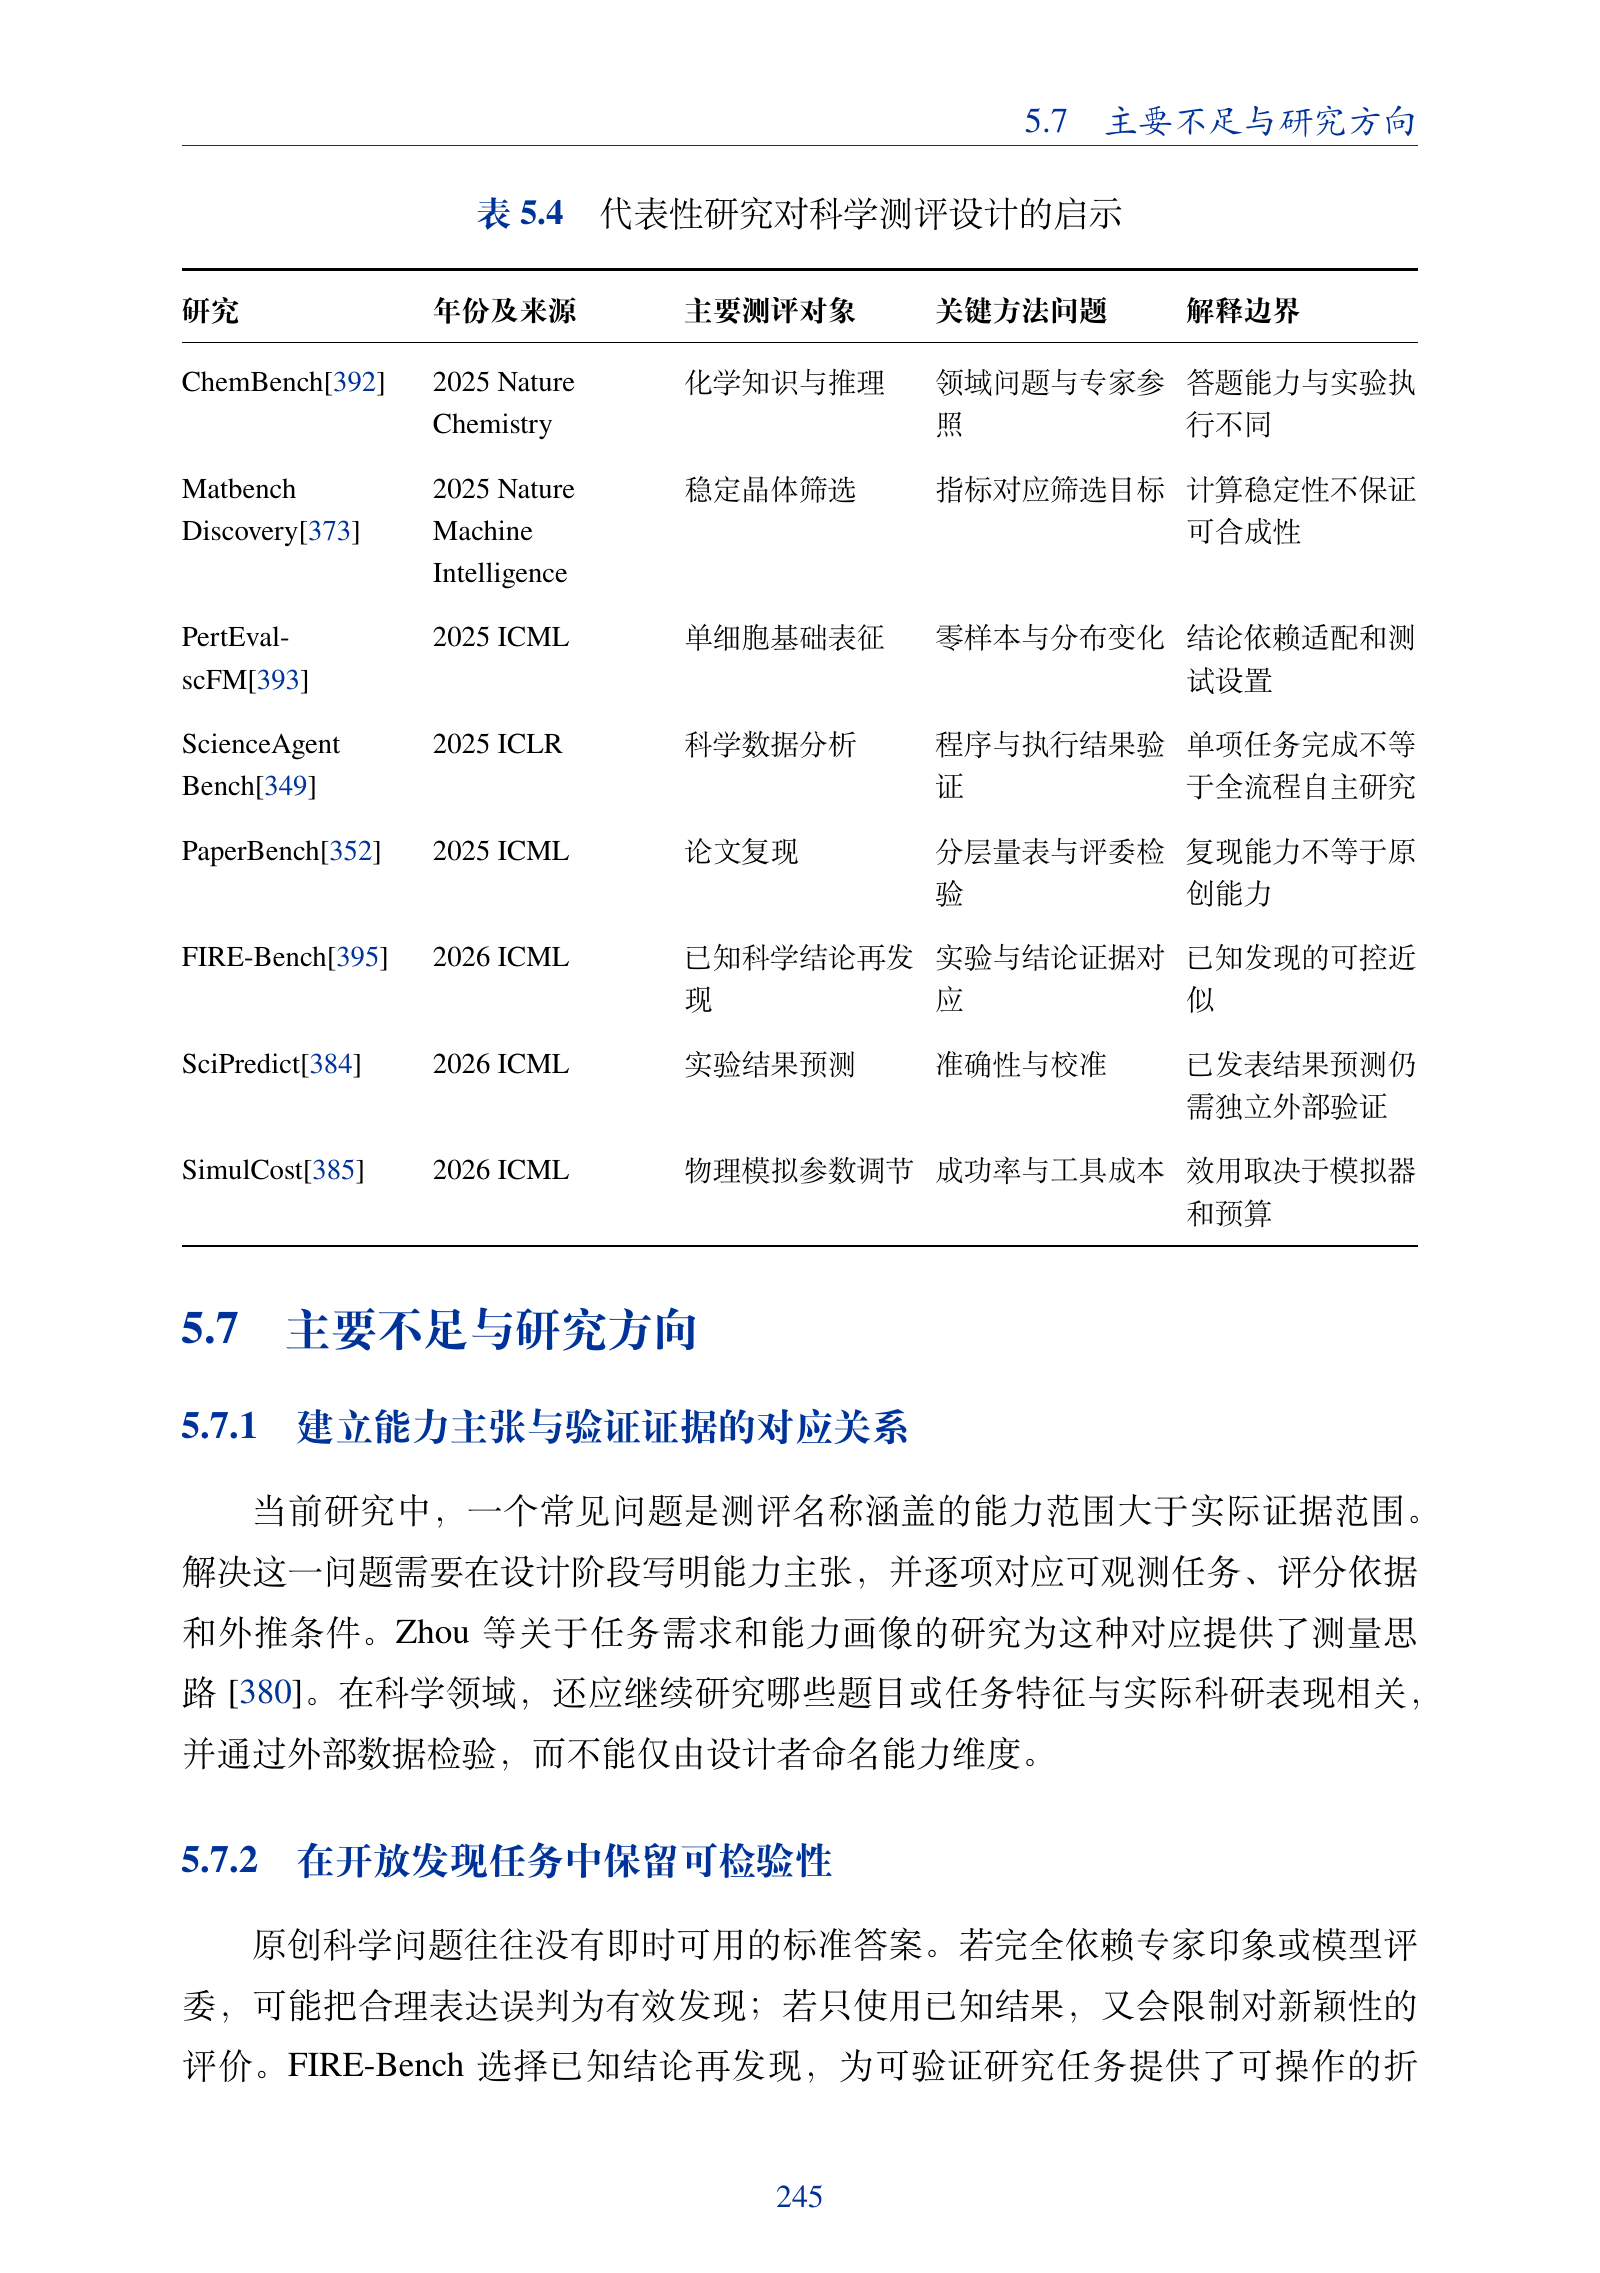 5.7 主要不足与研究方向
表 5.4 代表性研究对科学测评设计的启示
研究 年份及来源 主要测评对象 关键方法问题 解释边界
ChemBench[392] 2025 Nature 化学知识与推理 领域问题与专家参 答题能力与实验执
Chemistry 照 行不同
Matbench 2025 Nature 稳定晶体筛选 指标对应筛选目标 计算稳定性不保证
Discovery[373] Machine 可合成性
Intelligence
PertEval- 2025 ICML 单细胞基础表征 零样本与分布变化 结论依赖适配和测
scFM[393] 试设置
ScienceAgent 2025 ICLR 科学数据分析 程序与执行结果验 单项任务完成不等
Bench[349] 证 于全流程自主研究
PaperBench[352] 2025 ICML 论文复现 分层量表与评委检 复现能力不等于原
验 创能力
FIRE-Bench[395] 2026 ICML 已知科学结论再发 实验与结论证据对 已知发现的可控近
现 应 似
SciPredict[384] 2026 ICML 实验结果预测 准确性与校准 已发表结果预测仍
需独立外部验证
SimulCost[385] 2026 ICML 物理模拟参数调节 成功率与工具成本 效用取决于模拟器
和预算
5.7 主要不足与研究方向
5.7.1 建立能力主张与验证证据的对应关系
当前研究中，一个常见问题是测评名称涵盖的能力范围大于实际证据范围。
解决这一问题需要在设计阶段写明能力主张，并逐项对应可观测任务、评分依据
和外推条件。Zhou 等关于任务需求和能力画像的研究为这种对应提供了测量思
路 [380]。在科学领域，还应继续研究哪些题目或任务特征与实际科研表现相关，
并通过外部数据检验，而不能仅由设计者命名能力维度。
5.7.2 在开放发现任务中保留可检验性
原创科学问题往往没有即时可用的标准答案。若完全依赖专家印象或模型评
委，可能把合理表达误判为有效发现；若只使用已知结果，又会限制对新颖性的
评价。FIRE-Bench 选择已知结论再发现，为可验证研究任务提供了可操作的折
245